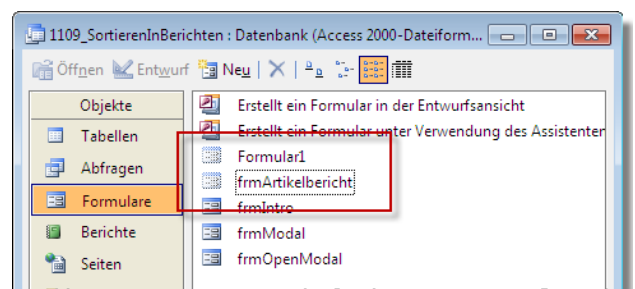 1109_SortierenInBerichten : Datenbank (Access 2000-Dateiform...
Öffnen Entwurf Neu
Objekte
Tabellen
Abfragen
Formulare
Berichte
Seiten
Erstellt ein Formular in der Entwurfsansicht
Erstellt ein Formular unter Verwendung des Assistenten
Formular1
frmArtikelbericht
frmIntro
frmModal
frmOpenModal